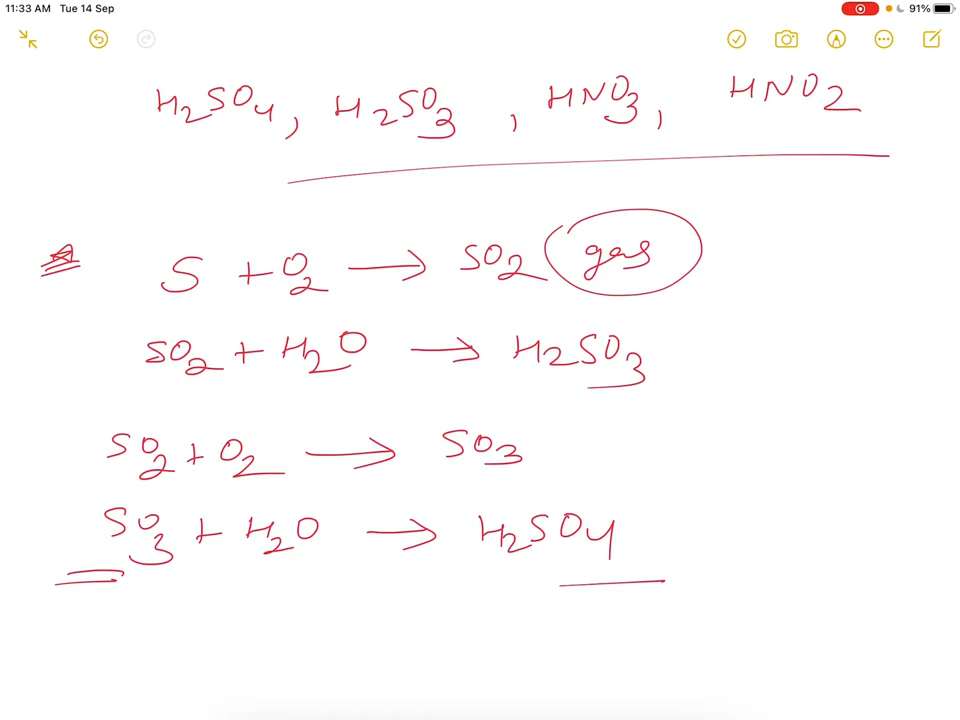 11:33 AM Tue 14 Sep 91%
H2SO4, H2SO3, HNO3, HNO2
S + O2 → SO2 gas
SO2 + H2O → H2SO3
SO2 + O2 → SO3
SO3 + H2O → H2SO4